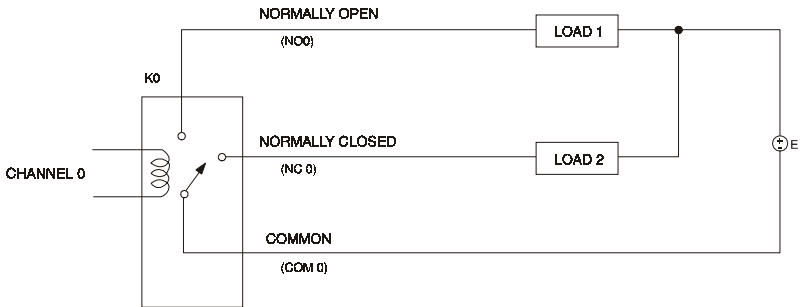 NORMALLY OPEN
(NO0)
LOAD 1
K0
E
NORMALLY CLOSED
(NC 0)
LOAD 2
CHANNEL 0
COMMON
(COM 0)